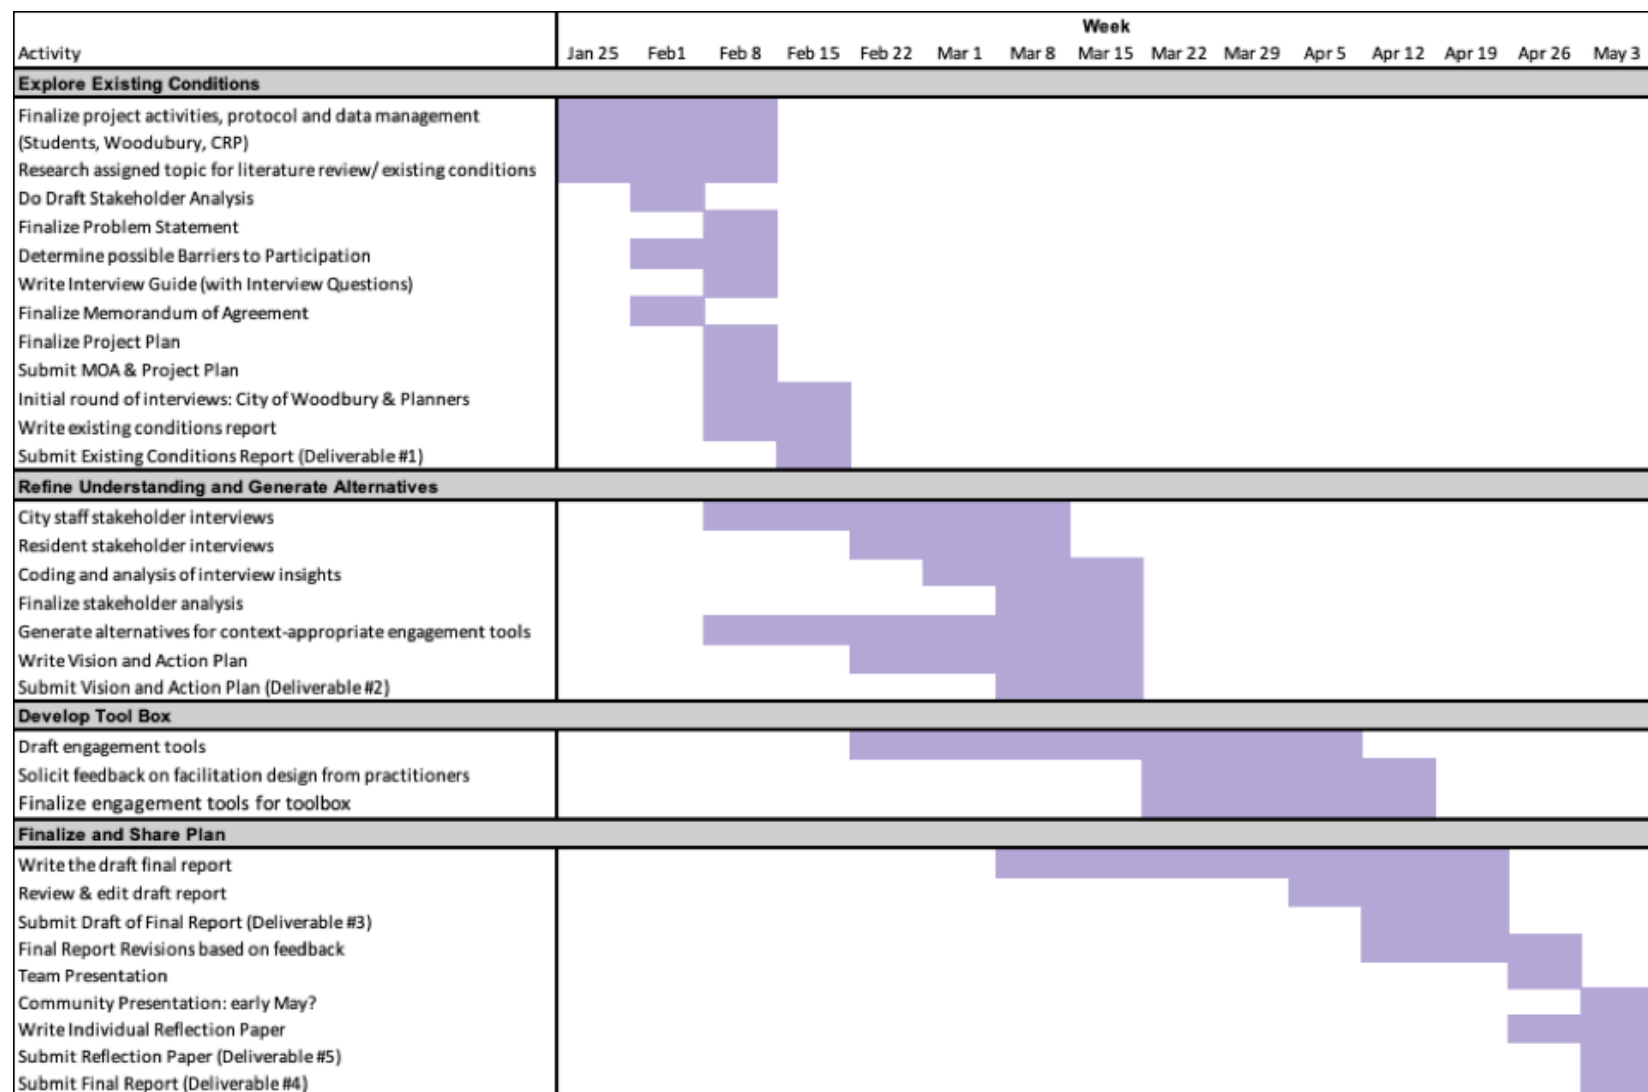 Week
Activity Jan 25 Feb1 Feb 8 Feb 15 Feb 22 Mar 1 Mar 8 Mar 15 Mar 22 Mar 29 Apr 5 Apr 12 Apr 19 Apr 26 May 3
Explore Existing Conditions
Finalize project activities, protocol and data management
(Students, Woodubury, CRP)
Research assigned topic for literature review/ existing conditions
Do Draft Stakeholder Analysis
Finalize Problem Statement
Determine possible Barriers to Participation
Write Interview Guide (with Interview Questions)
Finalize Memorandum of Agreement
Finalize Project Plan
Submit MOA & Project Plan
Initial round of interviews: City of Woodbury & Planners
Write existing conditions report
Submit Existing Conditions Report (Deliverable #1)
Refine Understanding and Generate Alternatives
City staff stakeholder interviews
Resident stakeholder interviews
Coding and analysis of interview insights
Finalize stakeholder analysis
Generate alternatives for context-appropriate engagement tools
Write Vision and Action Plan
Submit Vision and Action Plan (Deliverable #2)
Develop Tool Box
Draft engagement tools
Solicit feedback on facilitation design from practitioners
Finalize engagement tools for toolbox
Finalize and Share Plan
Write the draft final report
Review & edit draft report
Submit Draft of Final Report (Deliverable #3)
Final Report Revisions based on feedback
Team Presentation
Community Presentation: early May?
Write Individual Reflection Paper
Submit Reflection Paper (Deliverable #5)
Submit Final Report (Deliverable #4)